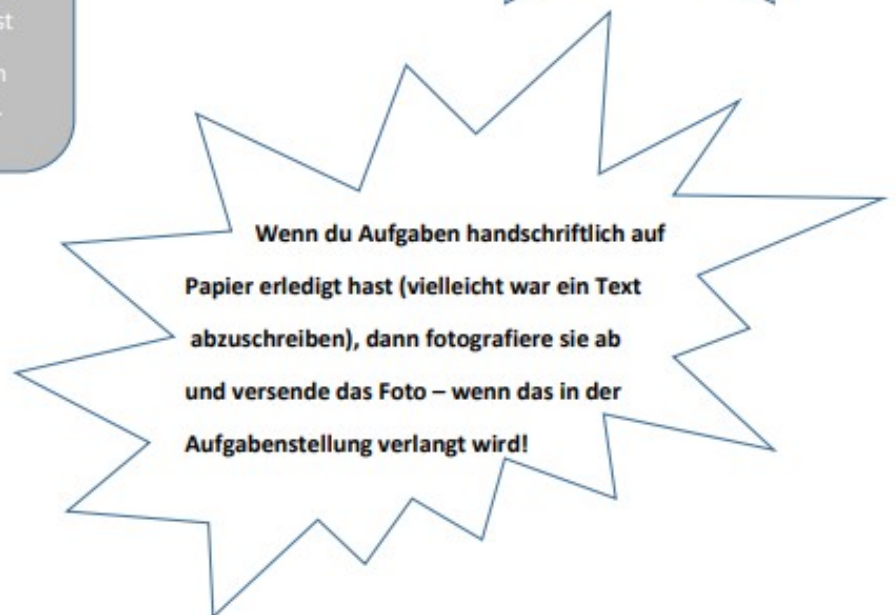 st
n
Wenn du Aufgaben handschriftlich auf
Papier erledigt hast (vielleicht war ein Text
abzuschreiben), dann fotografiere sie ab
und versende das Foto – wenn das in der
Aufgabenstellung verlangt wird!